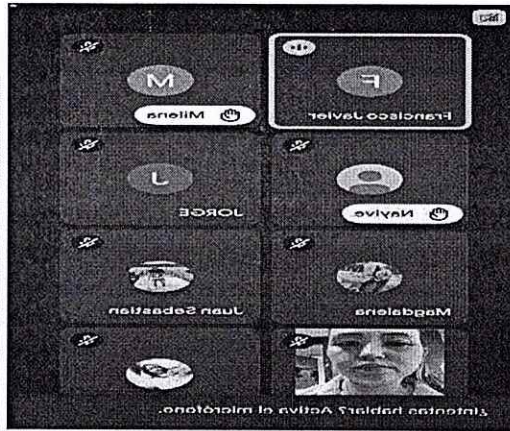 F
M
Francisco Javier
Milena
J
Nayive
JORGE
Magdalena
Juan Sebastian
¿Intentas hablar? Activa el micrófono.